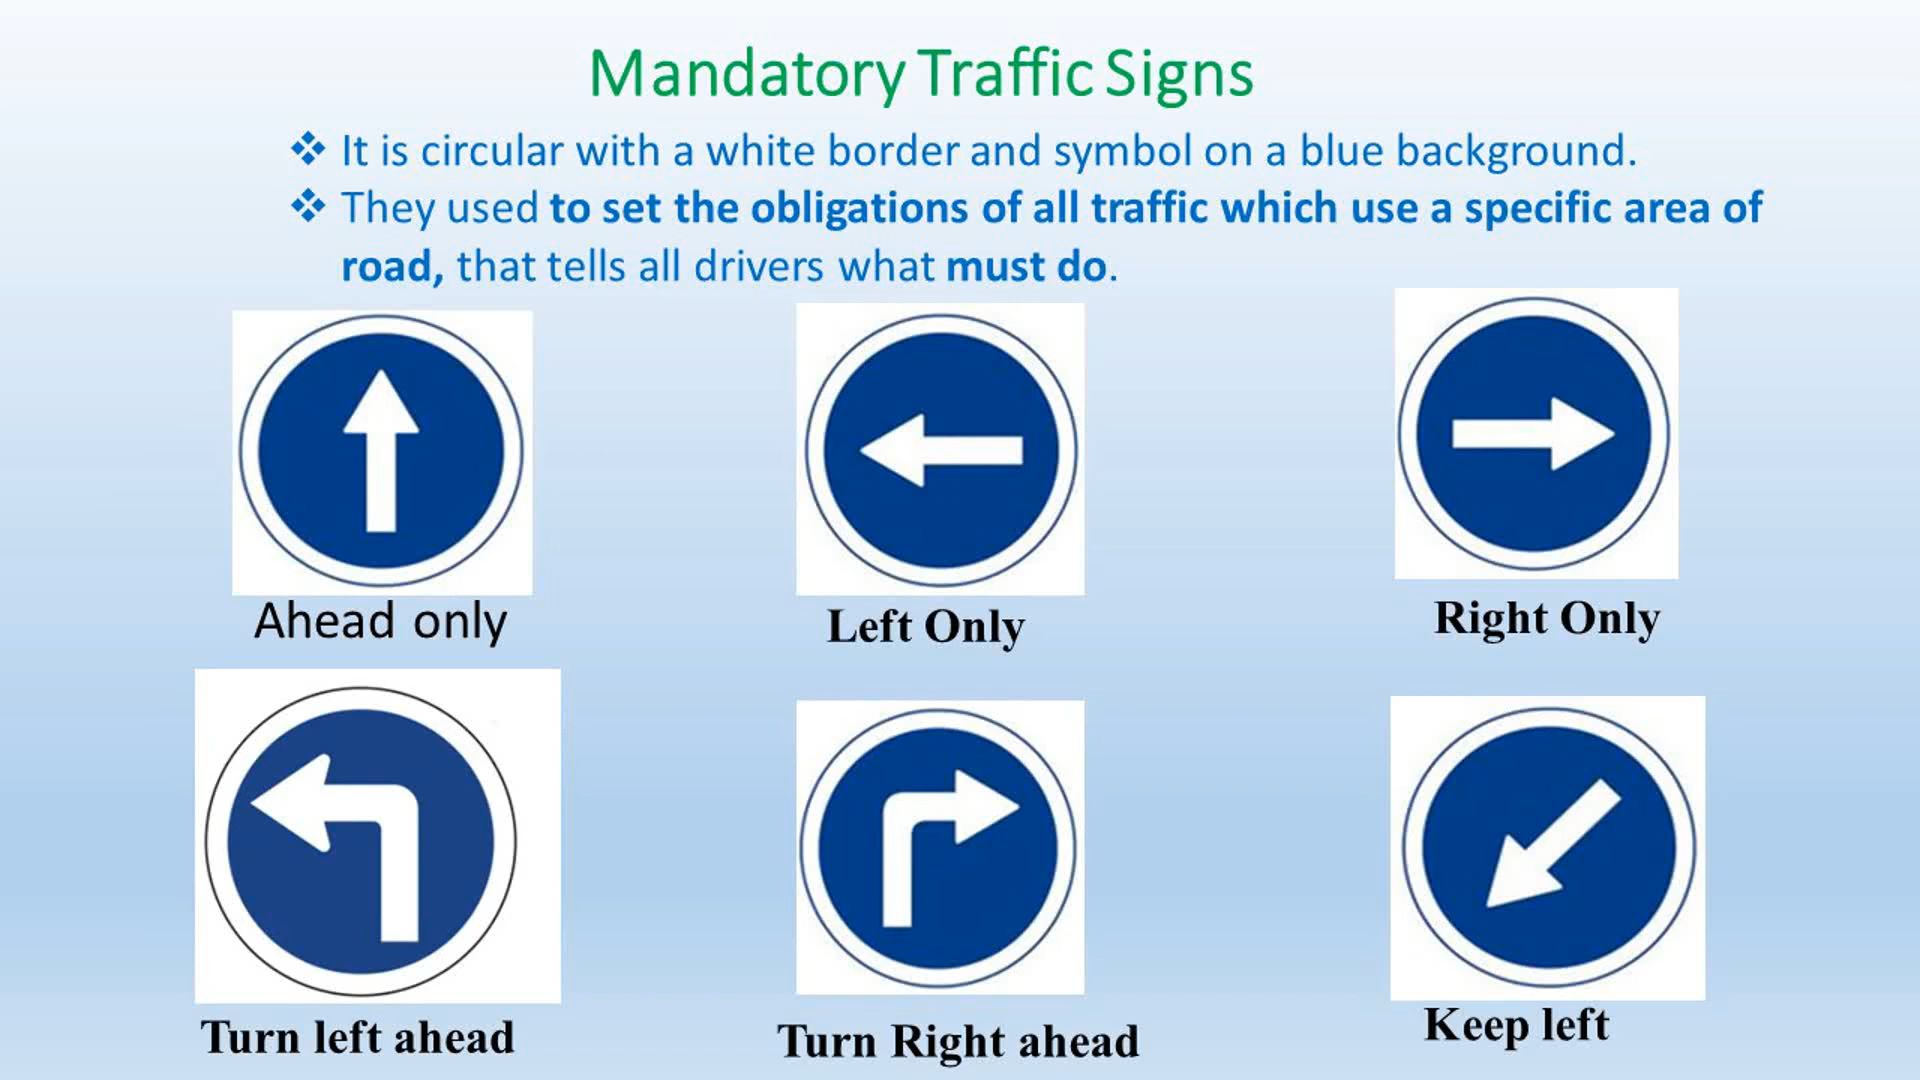 Mandatory Traffic Signs
❖ It is circular with a white border and symbol on a blue background.
❖ They used to set the obligations of all traffic which use a specific area of
road, that tells all drivers what must do.
Ahead only
Left Only
Right Only
Turn left ahead
Turn Right ahead
Keep left